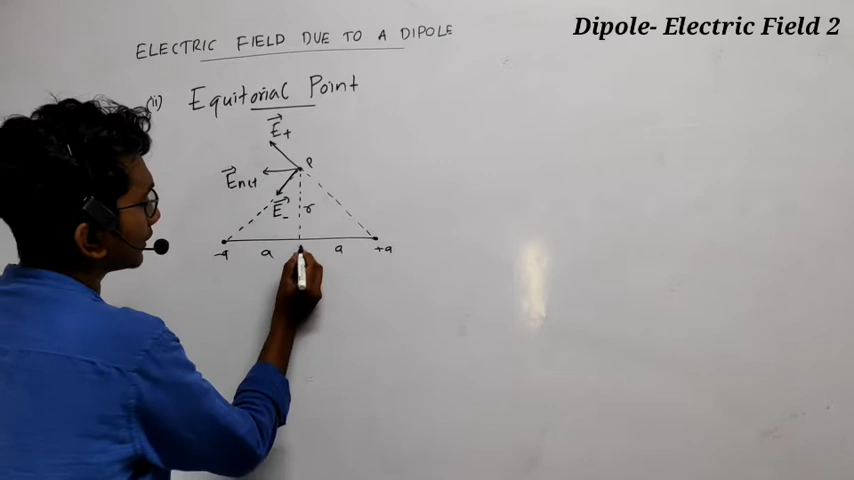 Dipole- Electric Field 2
ELECTRIC FIELD DUE TO A DIPOLE
(ii) Equitorial Point
E+
P
Enet
E-
r
-q a a +q